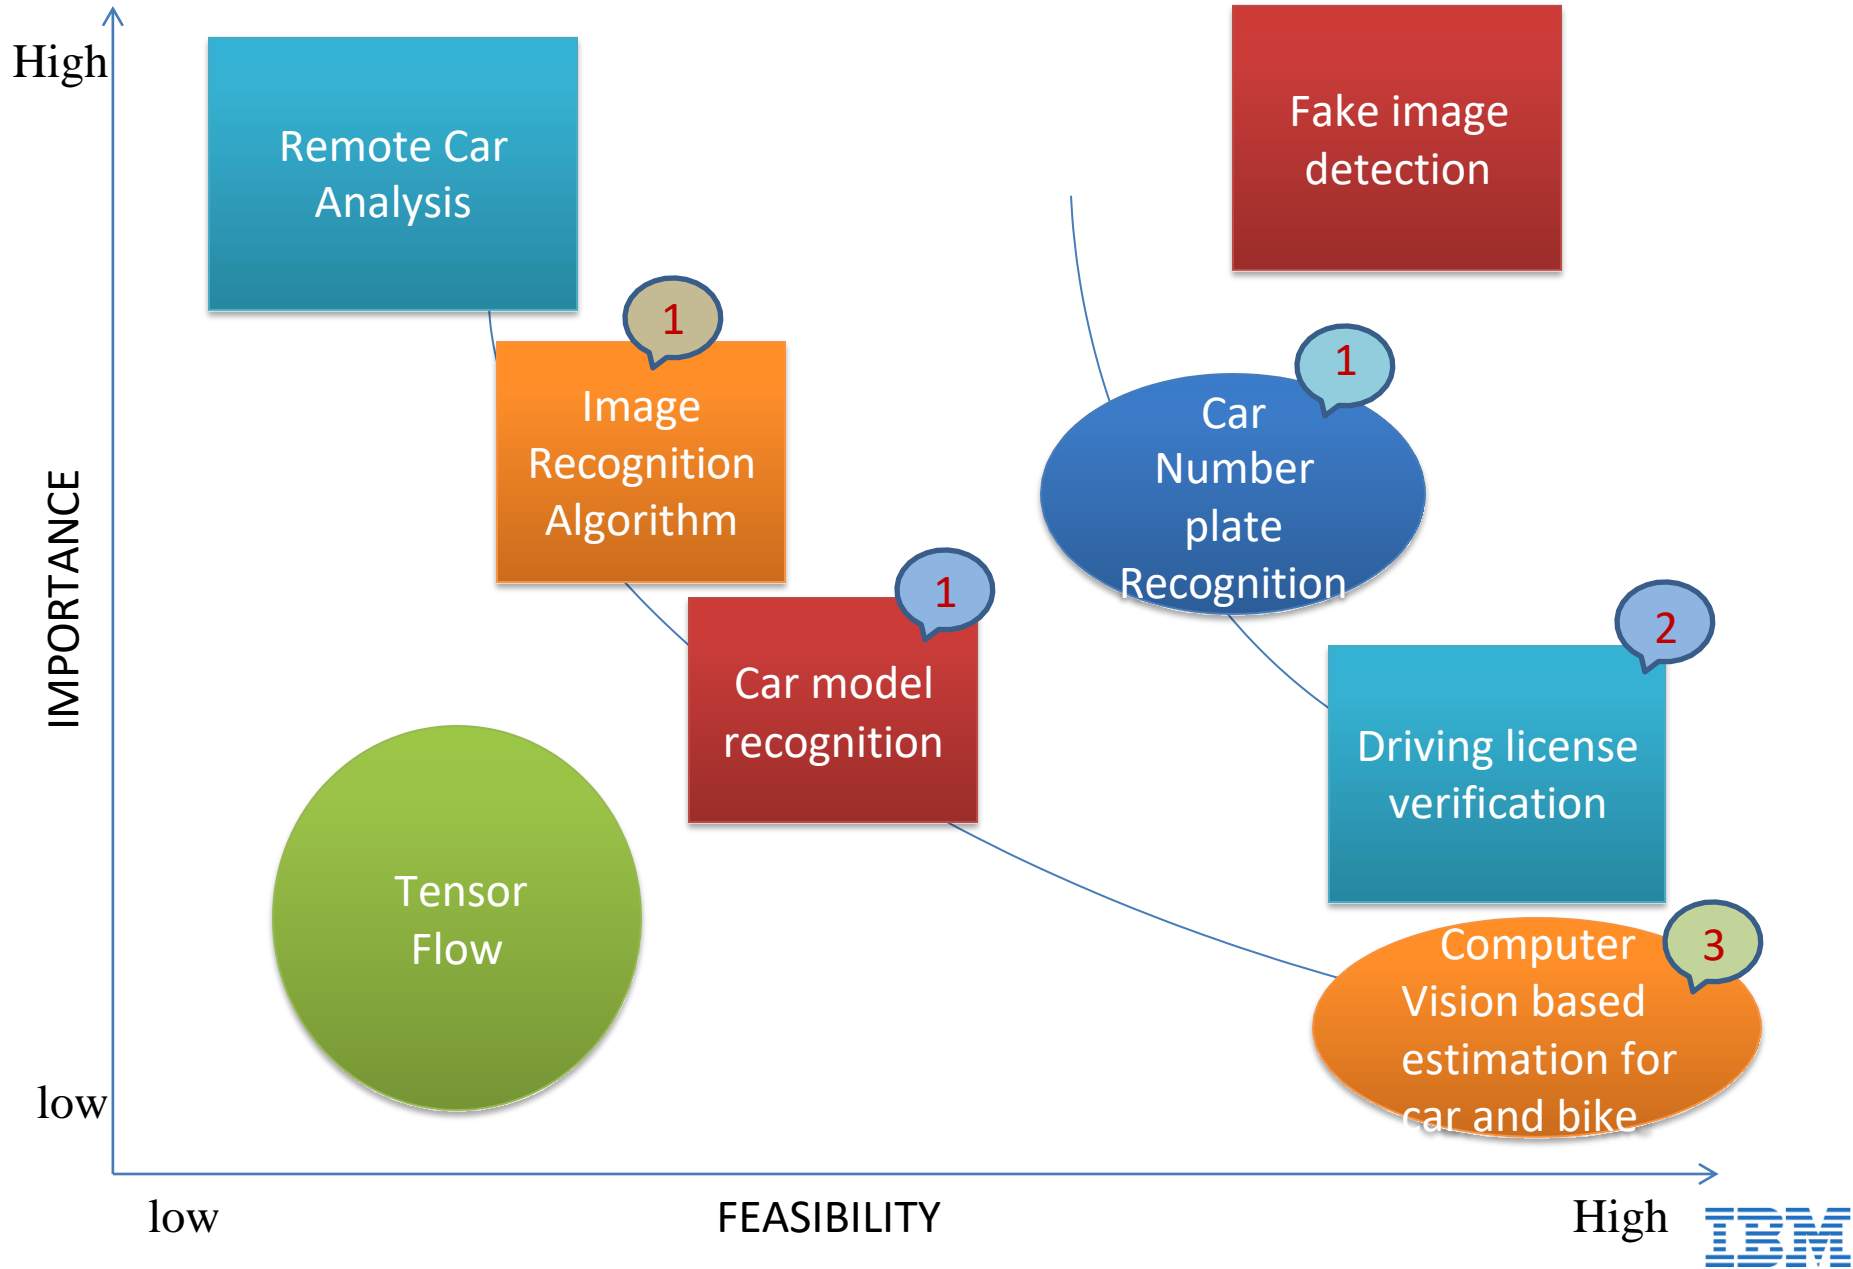 High
Remote Car
Analysis
Fake image
detection
1
Image
Recognition
Algorithm
1
Car
Number
plate
Recognition
IMPORTANCE
1
Car model
recognition
2
Driving license
verification
Tensor
Flow
3
Computer
Vision based
estimation for
car and bike
low
low
FEASIBILITY
High
IBM